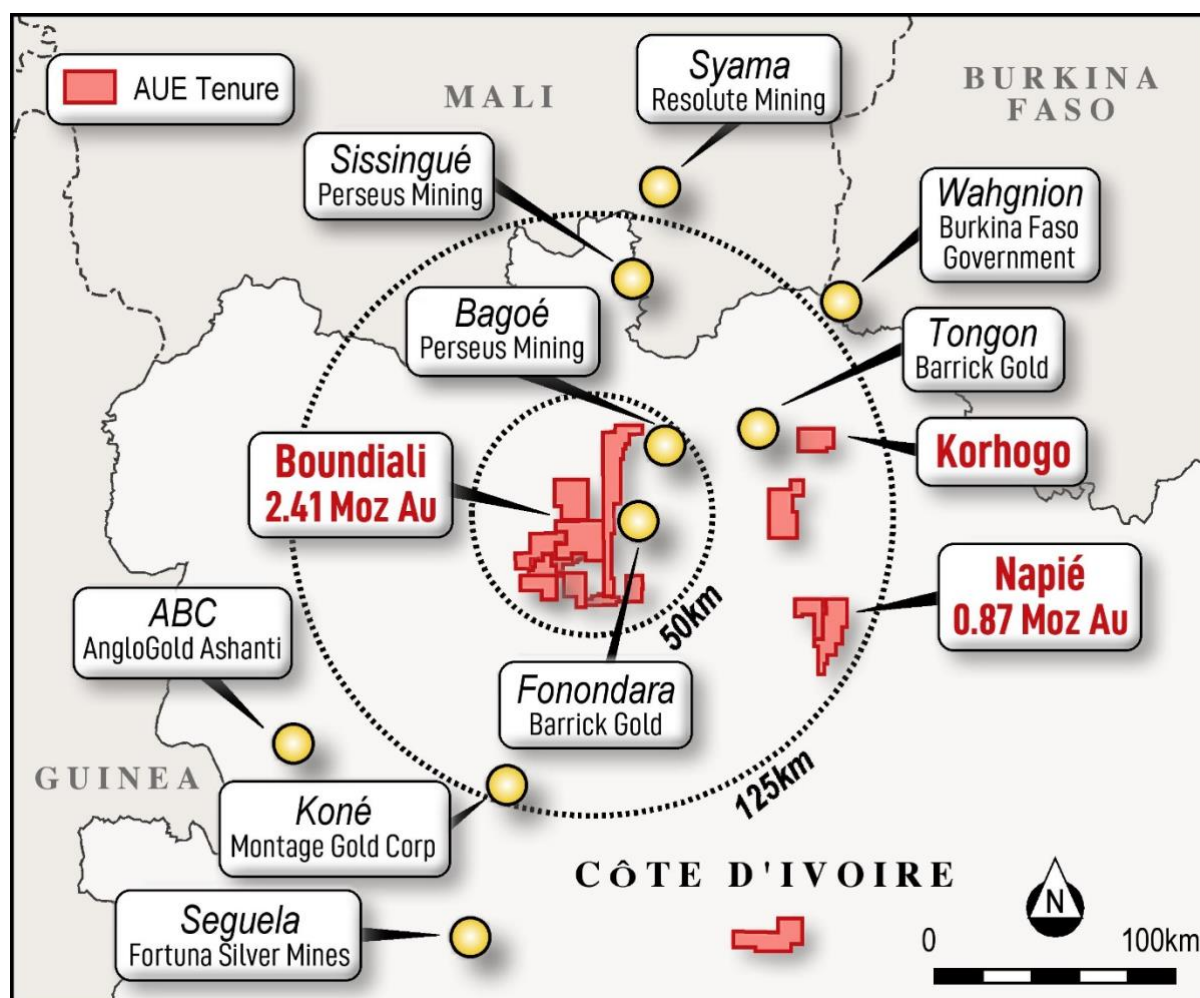 AUE Tenure
MALI
BURKINA
FASO
Syama
Resolute Mining
Sissingué
Perseus Mining
Wahgnion
Burkina Faso
Government
Bagoé
Perseus Mining
Tongon
Barrick Gold
Boundiali
2.41 Moz Au
Korhogo
Napié
0.87 Moz Au
50km
ABC
AngloGold Ashanti
Fonondara
Barrick Gold
125km
GUINEA
Koné
Montage Gold Corp
CÔTE D'IVOIRE
Seguela
Fortuna Silver Mines
N
0 100km